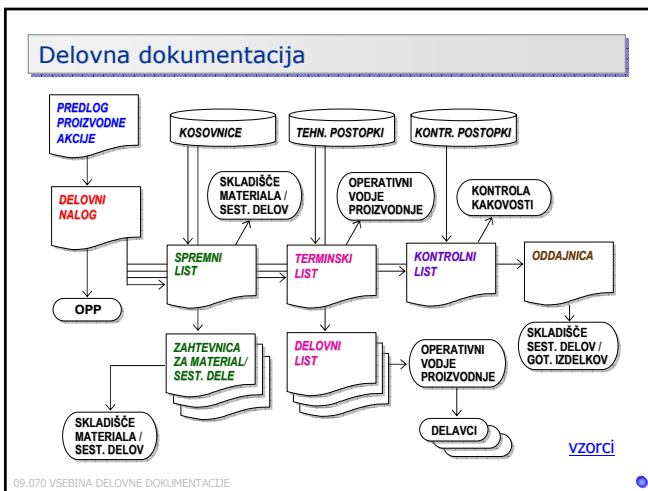 Delovna dokumentacija
PREDLOG
PROIZVODNE
AKCIJE
KOSOVNICE
TEHN. POSTOPKI
KONTR. POSTOPKI
DELOVNI
NALOG
SKLADIŠČE
MATERIALA /
SEST. DELOV
OPERATIVNI
VODJE
PROIZVODNJE
KONTROLA
KAKOVOSTI
SPREMNI
LIST
TERMINSKI
LIST
KONTROLNI
LIST
ODDAJNICA
OPP
ZAHTEVNICA
ZA MATERIAL/
SEST. DELE
DELOVNI
LIST
OPERATIVNI
VODJE
PROIZVODNJE
SKLADIŠČE
SEST. DELOV /
GOT. IZDELKOV
SKLADIŠČE
MATERIALA /
SEST. DELOV
DELAVCI
vzorci
09.070 VSEBINA DELOVNE DOKUMENTACIJE